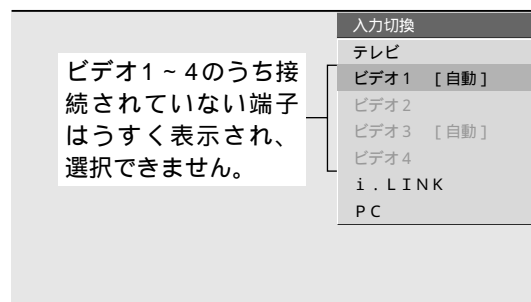 ビデオ1~4のうち接
続されていない端子
はうすく表示され、
選択できません。
入力切換
テレビ
ビデオ1 [自動]
ビデオ2
ビデオ3 [自動]
ビデオ4
i.LINK
PC